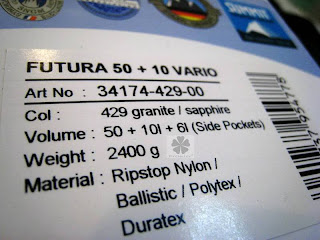 SUMMIT
FUTURA 50 + 10 VARIO
Art No : 34174-429-00
Col : 429 granite / sapphire
Volume : 50 + 10l + 6l (Side Pockets)
Weight : 2400 g
Material : Ripstop Nylon /
Ballistic / Polytex /
Duratex